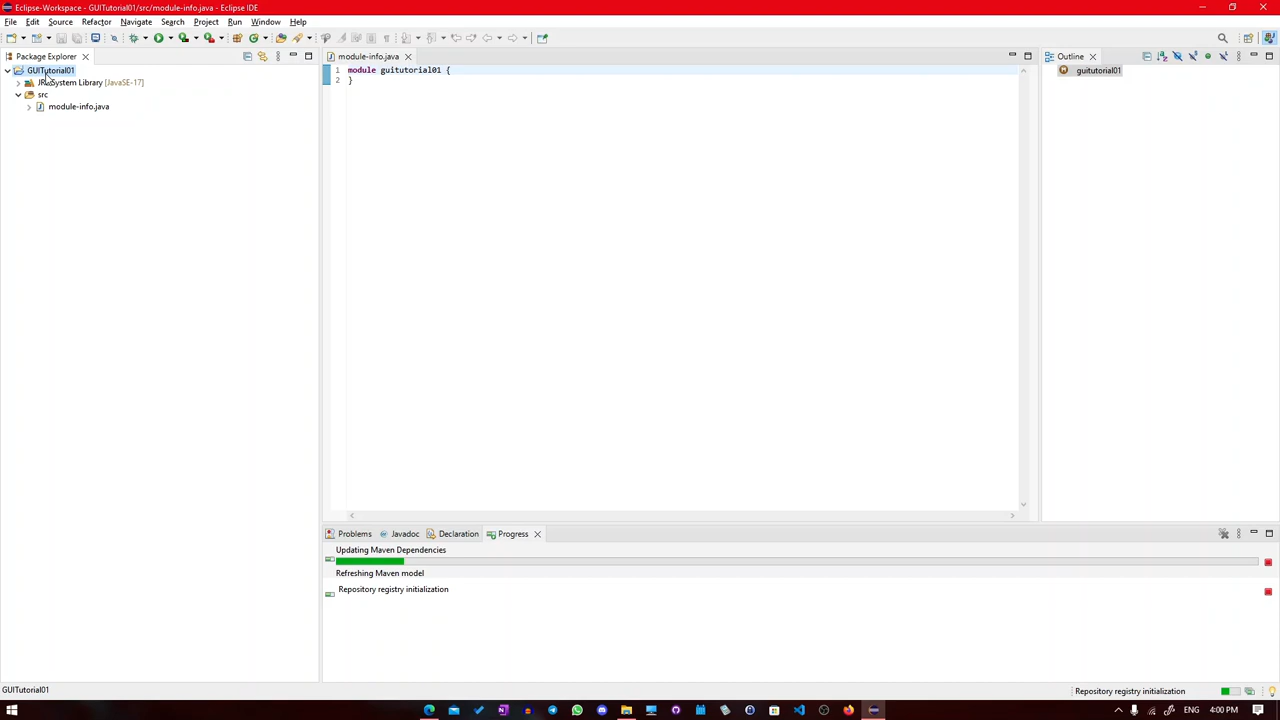 Eclipse-Workspace - GUITutorial01/src/module-info.java - Eclipse IDE
File Edit Source Refactor Navigate Search Project Run Window Help
Package Explorer
GUITutorial01
JRE System Library [JavaSE-17]
src
module-info.java
module-info.java
1 module guitutorial01 {
2 }
Outline
guitutorial01
Problems Javadoc Declaration Progress
Updating Maven Dependencies
Refreshing Maven model
Repository registry initialization
GUITutorial01
Repository registry initialization
ENG 4:00 PM